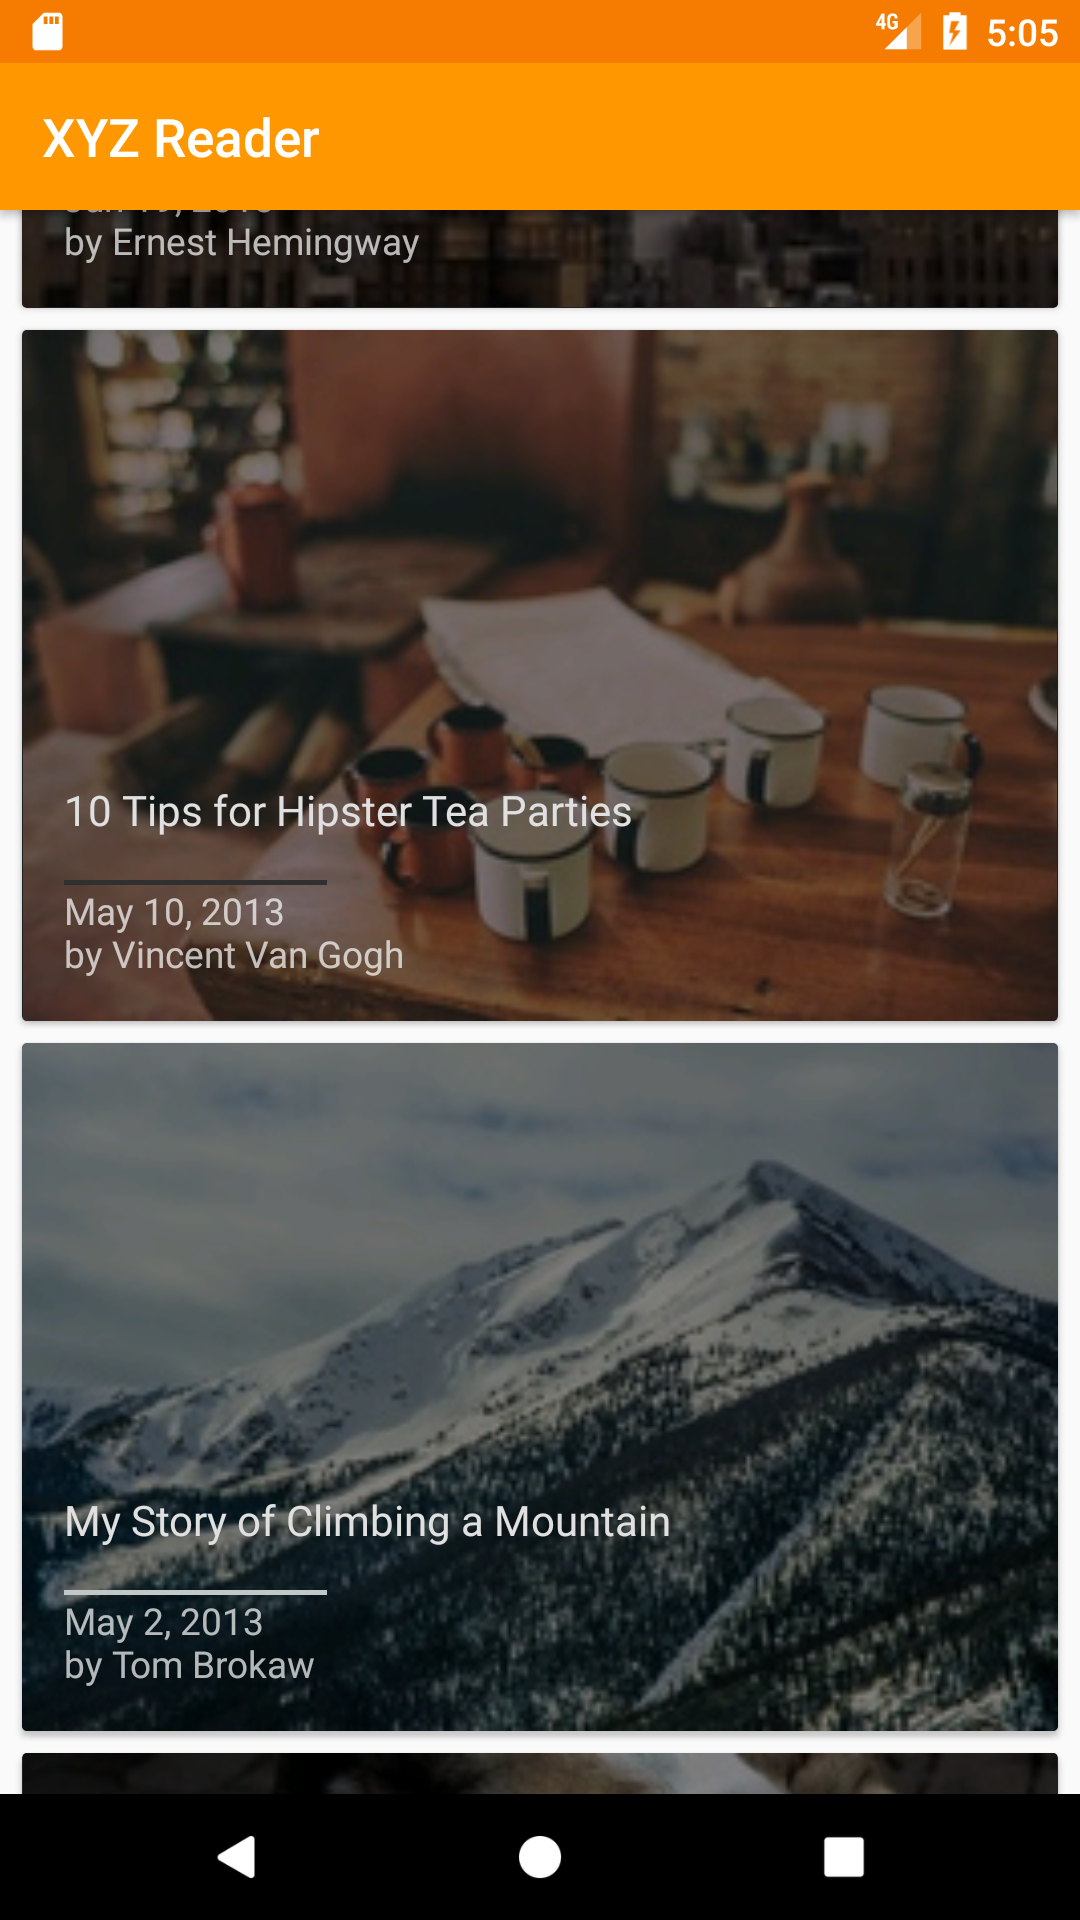 4G 5:05
XYZ Reader
by Ernest Hemingway
10 Tips for Hipster Tea Parties
May 10, 2013
by Vincent Van Gogh
My Story of Climbing a Mountain
May 2, 2013
by Tom Brokaw